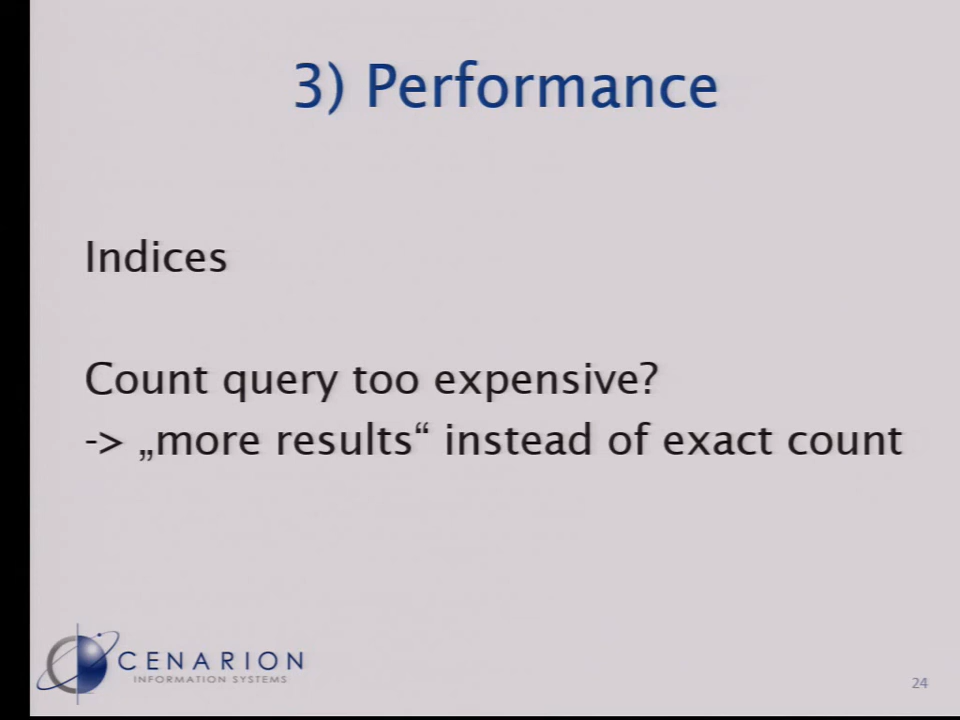 3) Performance
Indices
Count query too expensive?
-> „more results“ instead of exact count
CENARION
INFORMATION SYSTEMS
24